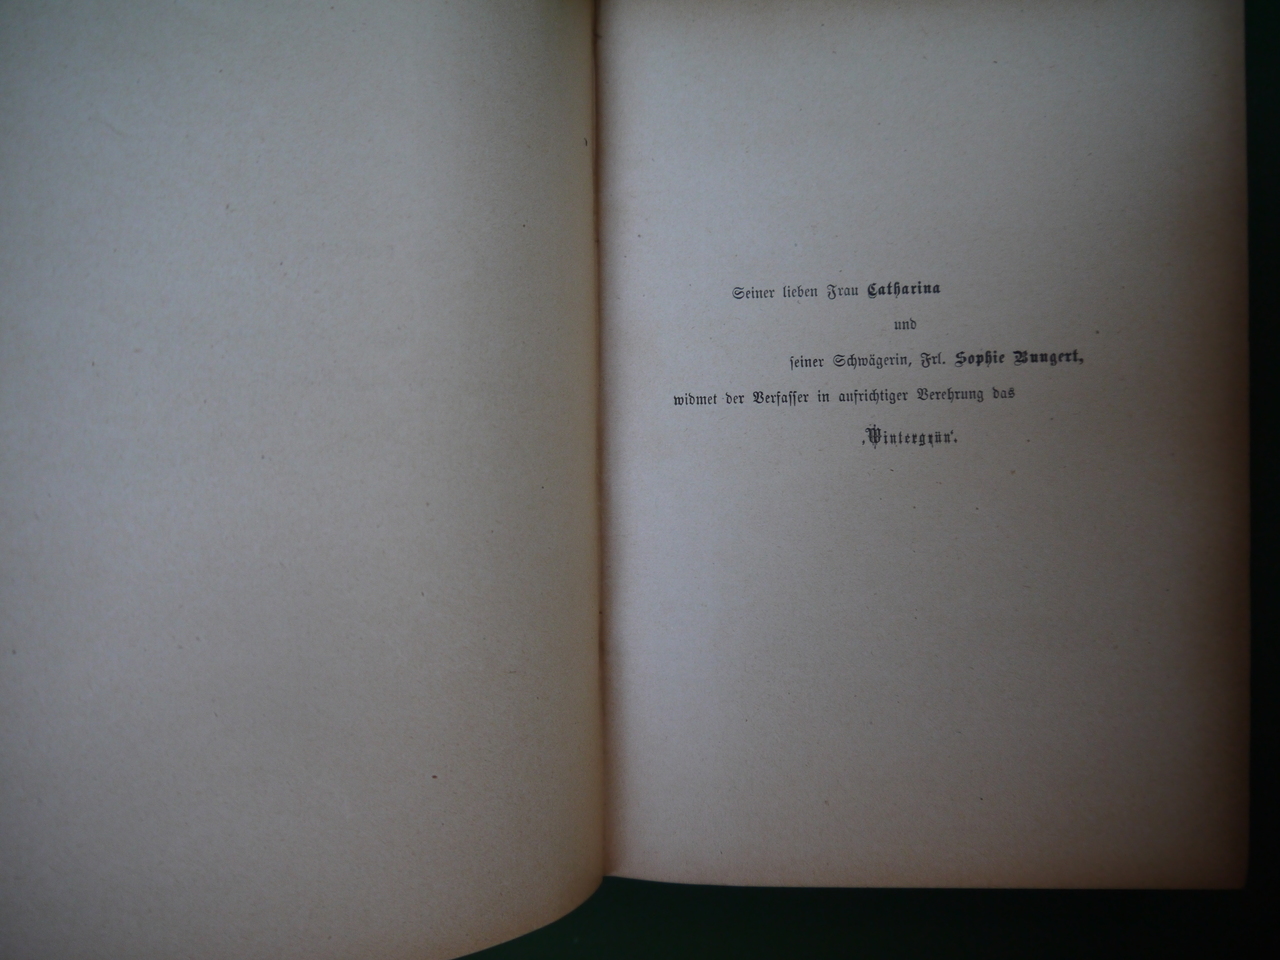 Seiner lieben Frau Catharina
und
ſeiner Schwägerin, Frl. Sophie Bungert,
widmet der Verfaſſer in aufrichtiger Verehrung das
‚Wintergrün‘.